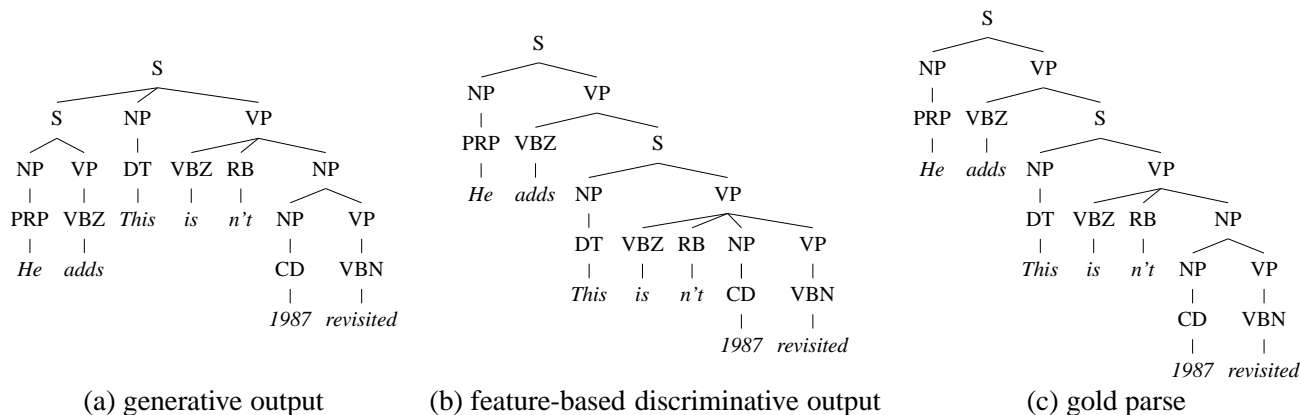 S
S NP VP
NP VP DT VBZ RB NP
PRP VBZ This is n’t NP VP
He adds CD VBN
1987 revisited
(a) generative output
S
NP VP
PRP VBZ S
He adds NP VP
DT VBZ RB NP VP
This is n’t CD VBN
1987 revisited
(b) feature-based discriminative output
S
NP VP
PRP VBZ S
He adds NP VP
DT VBZ RB NP
This is n’t NP VP
CD VBN
1987 revisited
(c) gold parse